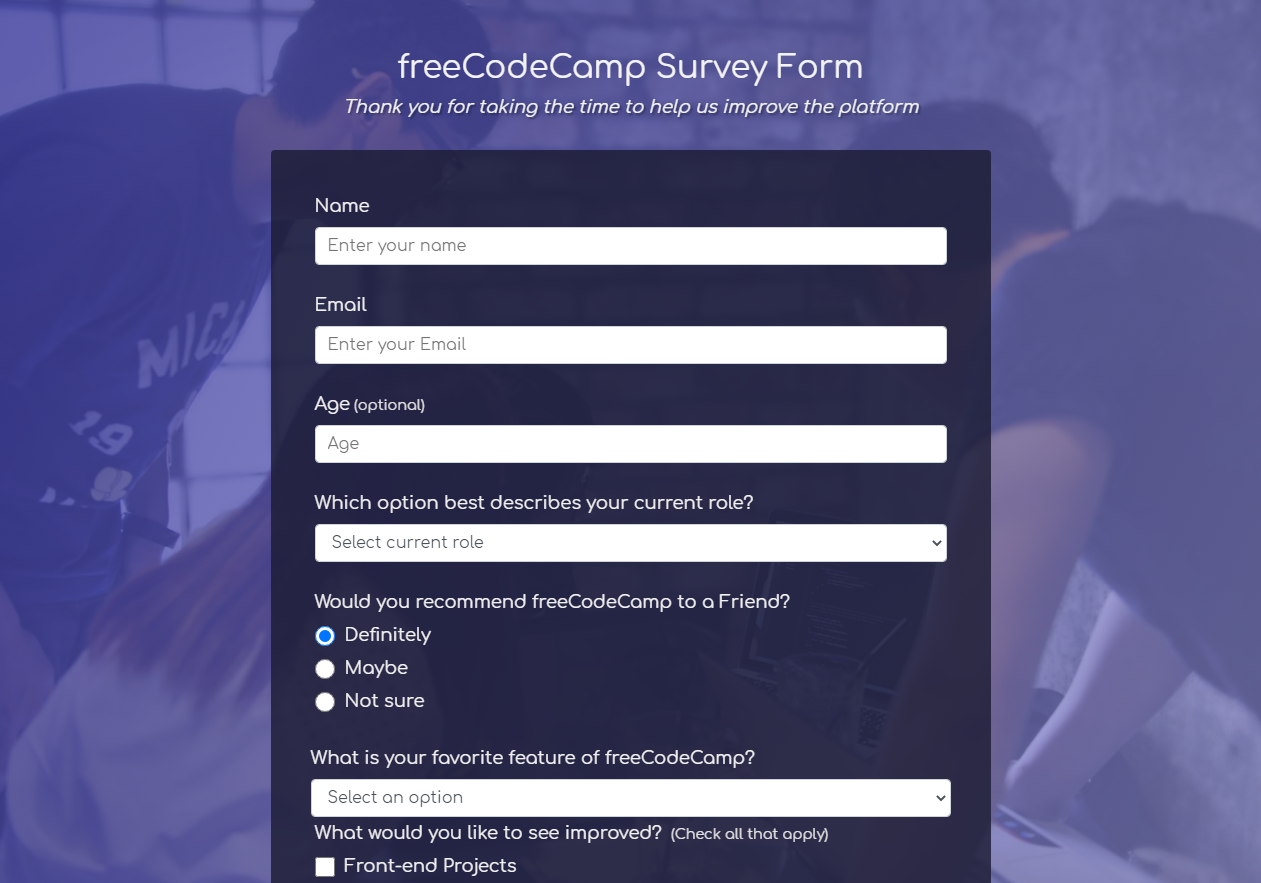 freeCodeCamp Survey Form
Thank you for taking the time to help us improve the platform
Name
Enter your name
Email
Enter your Email
Age (optional)
Age
Which option best describes your current role?
Select current role
Would you recommend freeCodeCamp to a Friend?
Definitely
Maybe
Not sure
What is your favorite feature of freeCodeCamp?
Select an option
What would you like to see improved? (Check all that apply)
Front-end Projects
MICH
19